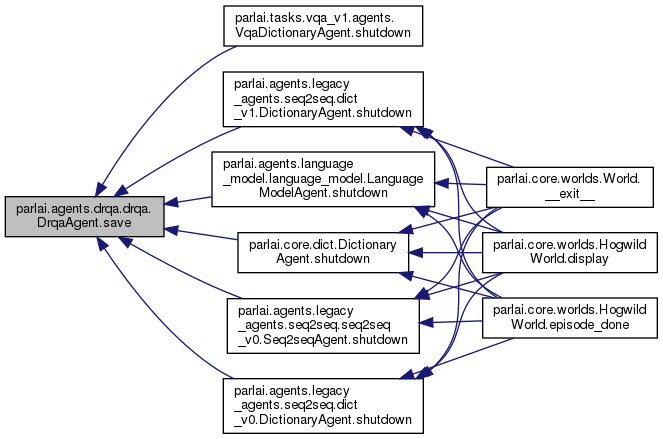 parlai.tasks.vqa_v1.agents.
VqaDictionaryAgent.shutdown
parlai.agents.legacy
_agents.seq2seq.dict
_v1.DictionaryAgent.shutdown
parlai.agents.language
_model.language_model.Language
ModelAgent.shutdown
parlai.core.worlds.World.
__exit__
parlai.agents.drqa.drqa.
DrqaAgent.save
parlai.core.dict.Dictionary
Agent.shutdown
parlai.core.worlds.Hogwild
World.display
parlai.agents.legacy
_agents.seq2seq.seq2seq
_v0.Seq2seqAgent.shutdown
parlai.core.worlds.Hogwild
World.episode_done
parlai.agents.legacy
_agents.seq2seq.dict
_v0.DictionaryAgent.shutdown